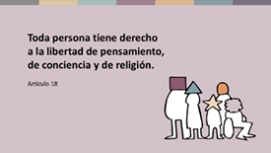 Toda persona tiene derecho
a la libertad de pensamiento,
de conciencia y de religión.
Artículo 18